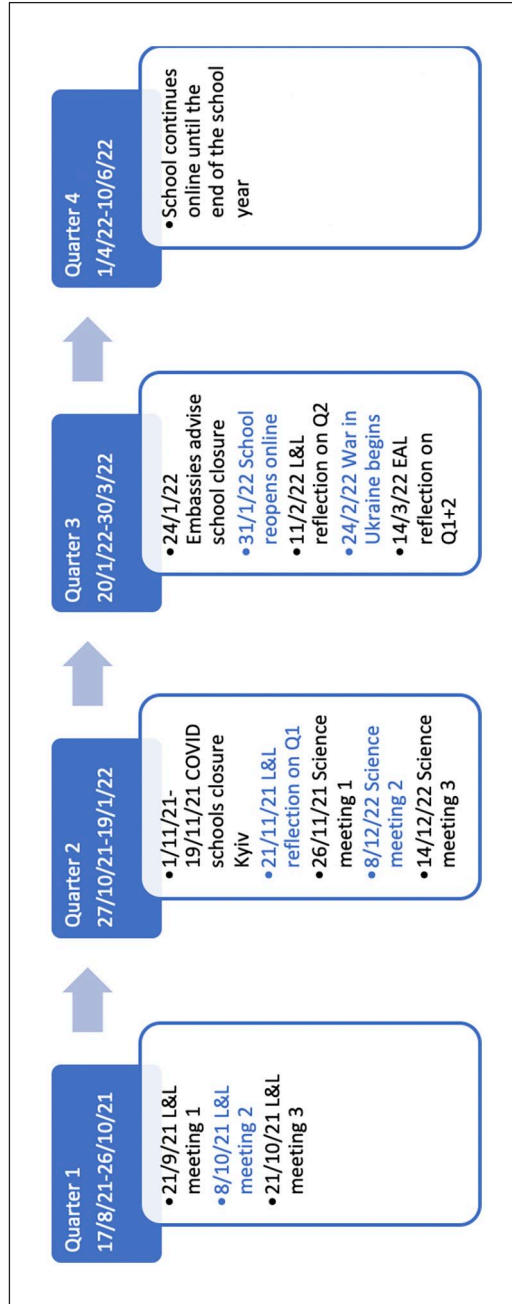 Quarter 1
17/8/21-26/10/21
•21/9/21 L&L
meeting 1
•8/10/21 L&L
meeting 2
•21/10/21 L&L
meeting 3
Quarter 2
27/10/21-19/1/22
•1/11/21-
19/11/21 COVID
schools closure
Kyiv
•21/11/21 L&L
reflection on Q1
•26/11/21 Science
meeting 1
•8/12/22 Science
meeting 2
•14/12/22 Science
meeting 3
Quarter 3
20/1/22-30/3/22
•24/1/22
Embassies advise
school closure
•31/1/22 School
reopens online
•11/2/22 L&L
reflection on Q2
•24/2/22 War in
Ukraine begins
•14/3/22 EAL
reflection on
Q1+2
Quarter 4
1/4/22-10/6/22
•School continues
online until the
end of the school
year